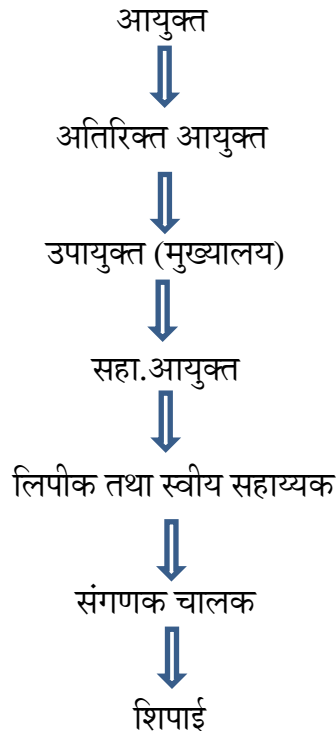 आयुक्त
अतिरिक्त आयुक्त
उपायुक्त (मुख्यालय)
सहा.आयुक्त
लिपीक तथा स्वीय सहाय्यक
संगणक चालक
शिपाई